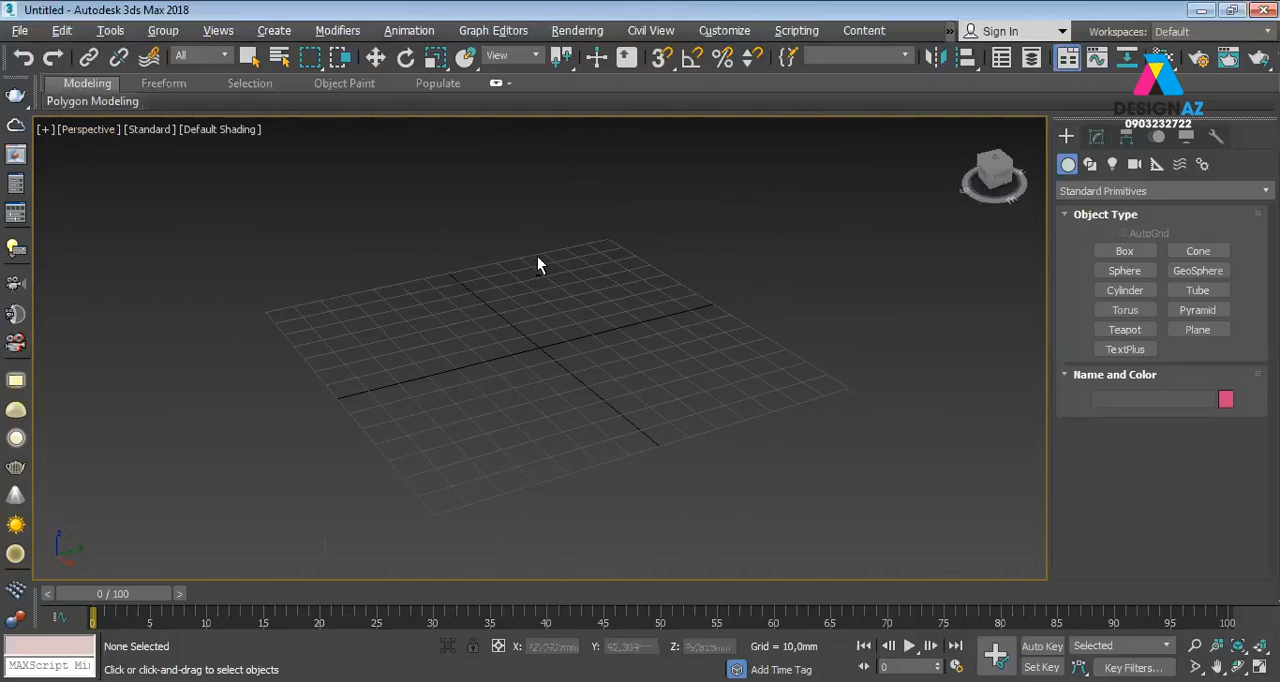 Untitled - Autodesk 3ds Max 2018
File Edit Tools Group Views Create Modifiers Animation Graph Editors Rendering Civil View Customize Scripting Content » Sign In Workspaces: Default
All View
Modeling Freeform Selection Object Paint Populate
Polygon Modeling
DESIGNAZ
0903232722
[+] [Perspective] [Standard] [Default Shading]
Standard Primitives
Object Type
AutoGrid
Box Cone
Sphere GeoSphere
Cylinder Tube
Torus Pyramid
Teapot Plane
TextPlus
Name and Color
z
< 0 / 100 >
0 5 10 15 20 25 30 35 40 45 50 55 60 65 70 75 80 85 90 95 100
None Selected X: Y: Z: Grid = 10,0mm Auto Key Selected
MAXScript Mi Click or click-and-drag to select objects Add Time Tag 0 Set Key Key Filters...